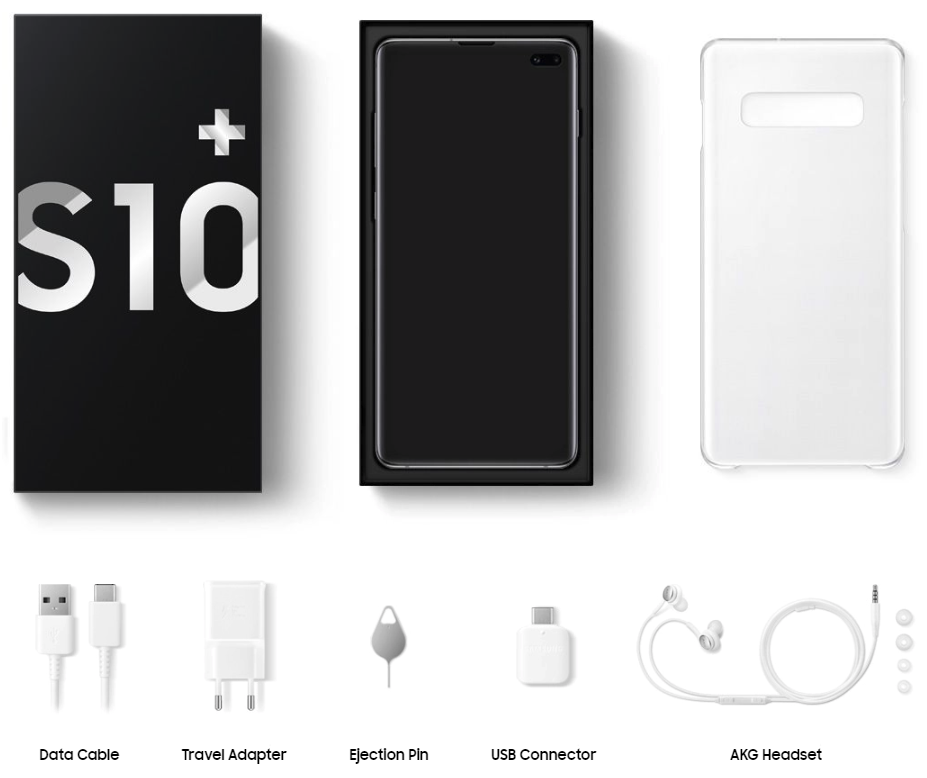 +
S10
Data Cable
Travel Adapter
Ejection Pin
USB Connector
AKG Headset